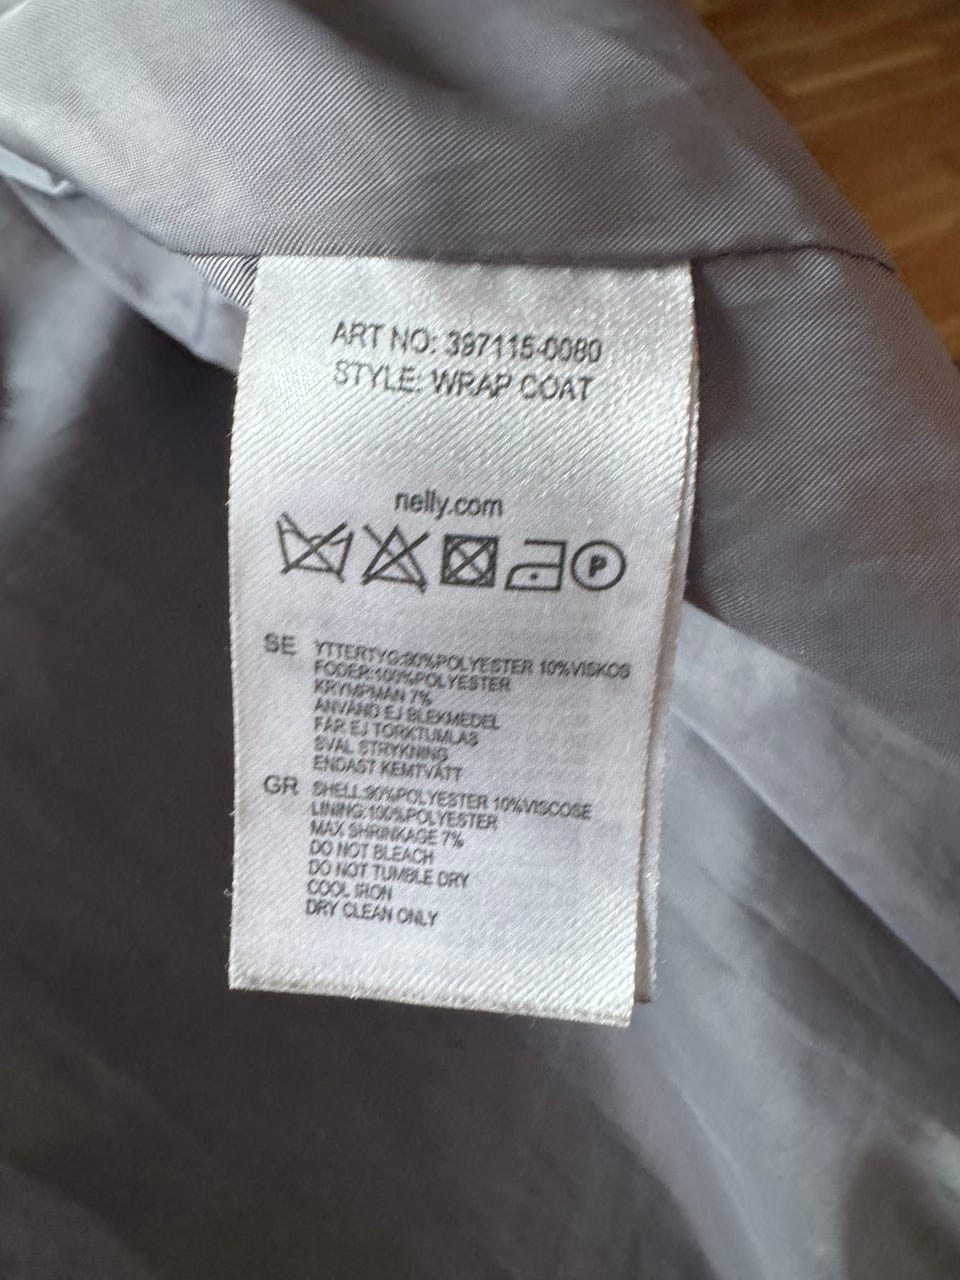 ART NO: 397115-0080
STYLE: WRAP COAT
nelly.com
P
SE YTTERTYG:90%POLYESTER 10%VISKOS
FODER:100%POLYESTER
KRYMPMÅN 7%
ANVÄND EJ BLEKMEDEL
FÅR EJ TORKTUMLAS
SVAL STRYKNING
ENDAST KEMTVÄTT
GR SHELL:90%POLYESTER 10%VISCOSE
LINING:100%POLYESTER
MAX SHRINKAGE 7%
DO NOT BLEACH
DO NOT TUMBLE DRY
COOL IRON
DRY CLEAN ONLY